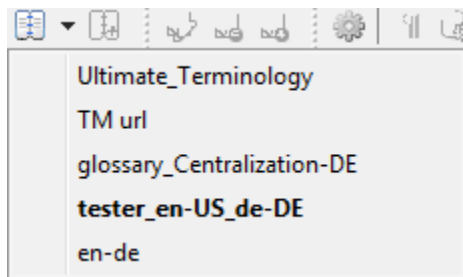 Ultimate_Terminology
TM url
glossary_Centralization-DE
tester_en-US_de-DE
en-de